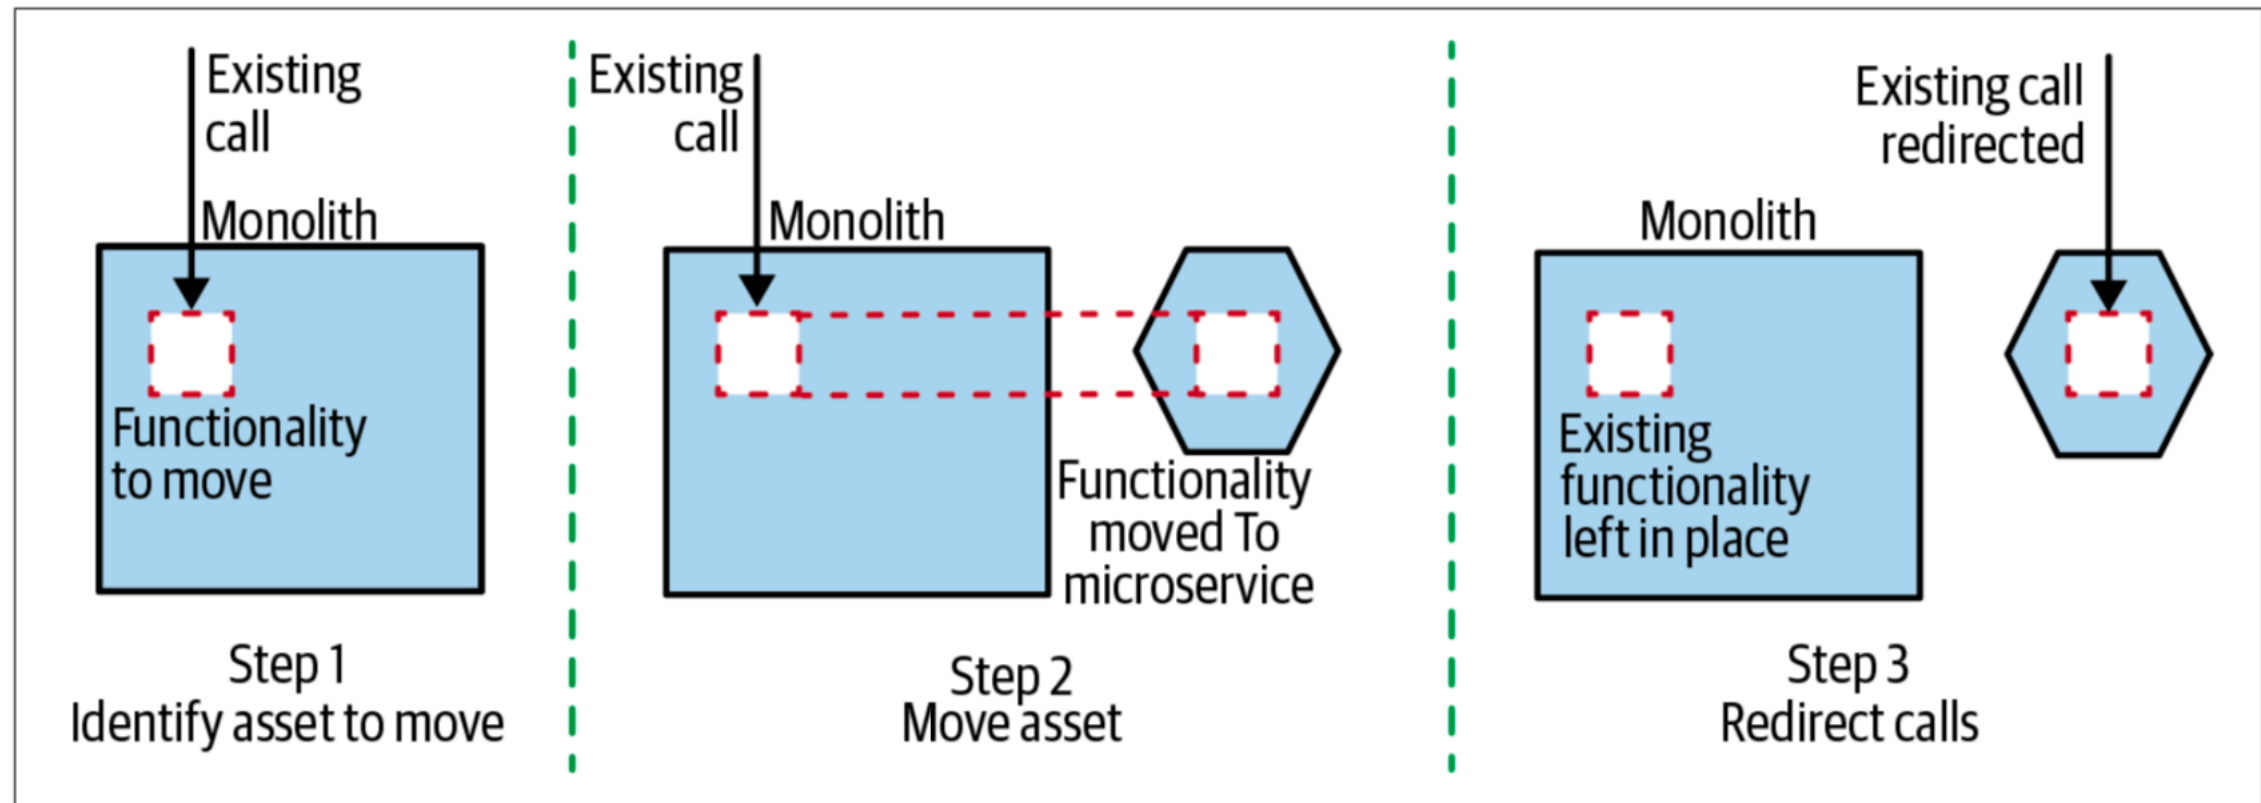 Existing
call
Monolith
Functionality
to move
Step 1
Identify asset to move
Existing
call
Monolith
Functionality
moved To
microservice
Step 2
Move asset
Existing call
redirected
Monolith
Existing
functionality
left in place
Step 3
Redirect calls